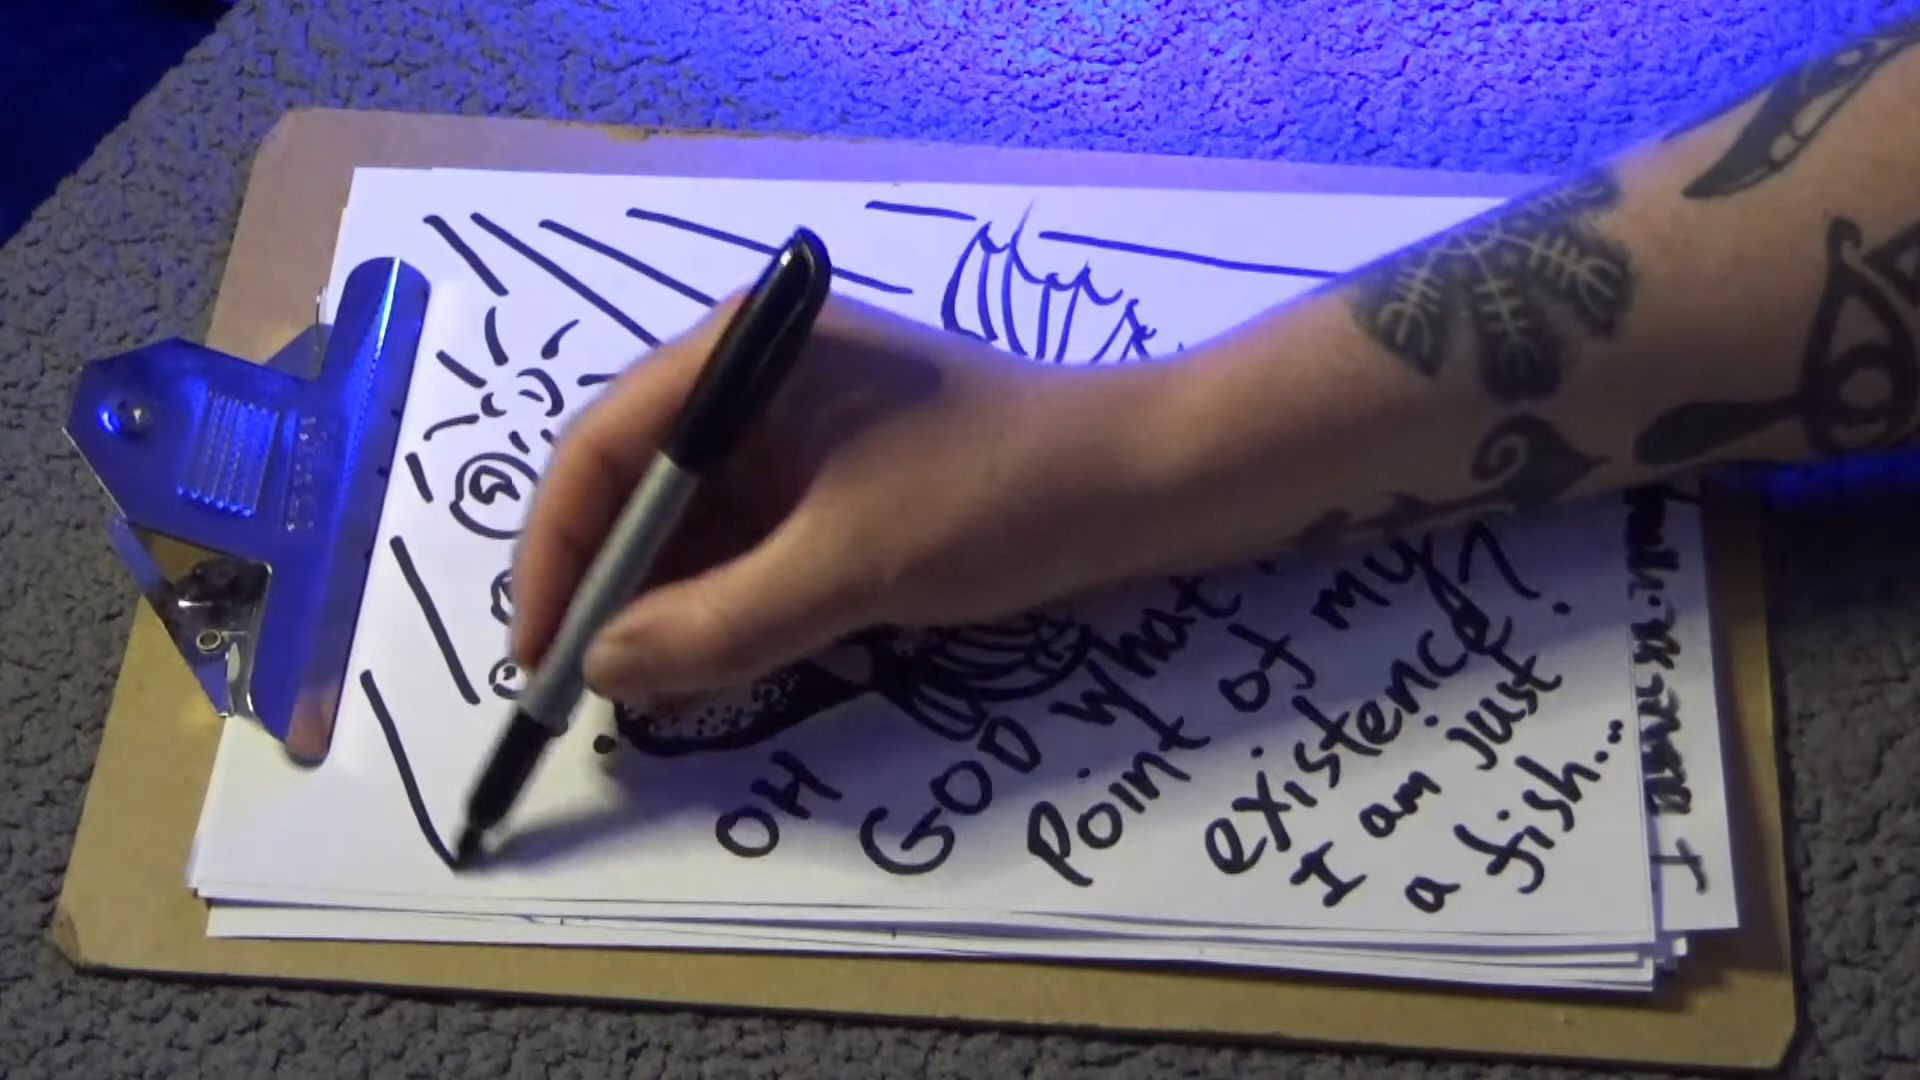 OH
GOD what
point of my
existence?
I am just
a fish...